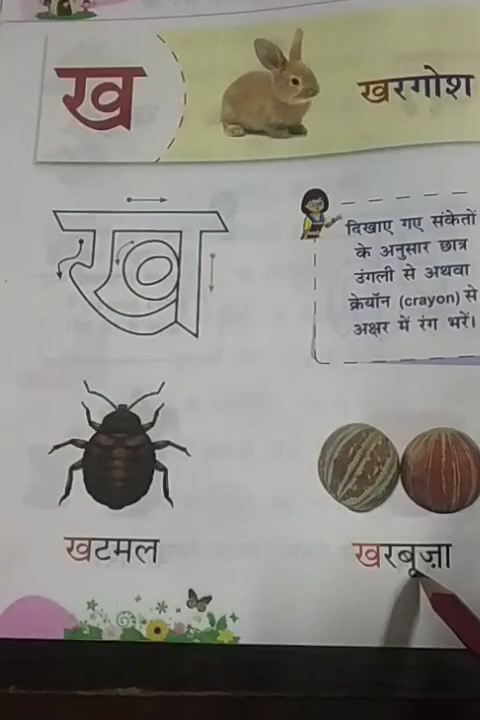 ख
खरगोश
ख
दिखाए गए संकेतों
के अनुसार छात्र
उंगली से अथवा
क्रेयॉन (crayon) से
अक्षर में रंग भरें।
खटमल
खरबूज़ा